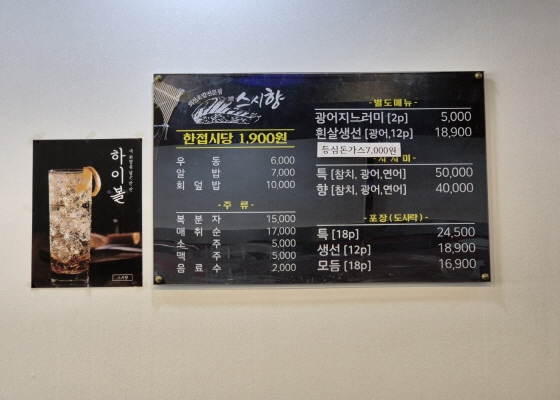 스시향
한접시당 1,900원
우동 6,000
알밥 7,000
회덮밥 10,000
- 주류 -
복분자 15,000
매취순 17,000
소주 5,000
맥주 5,000
음료수 2,000
- 별도메뉴 -
광어지느러미 [2p] 5,000
흰살생선 [광어,12p] 18,900
등심돈가스7,000원
특 [참치, 광어,연어] 50,000
향 [참치, 광어,연어] 40,000
- 포장(도시락) -
특 [18p] 24,500
생선 [12p] 18,900
모듬 [18p] 16,900
하이볼
스시향